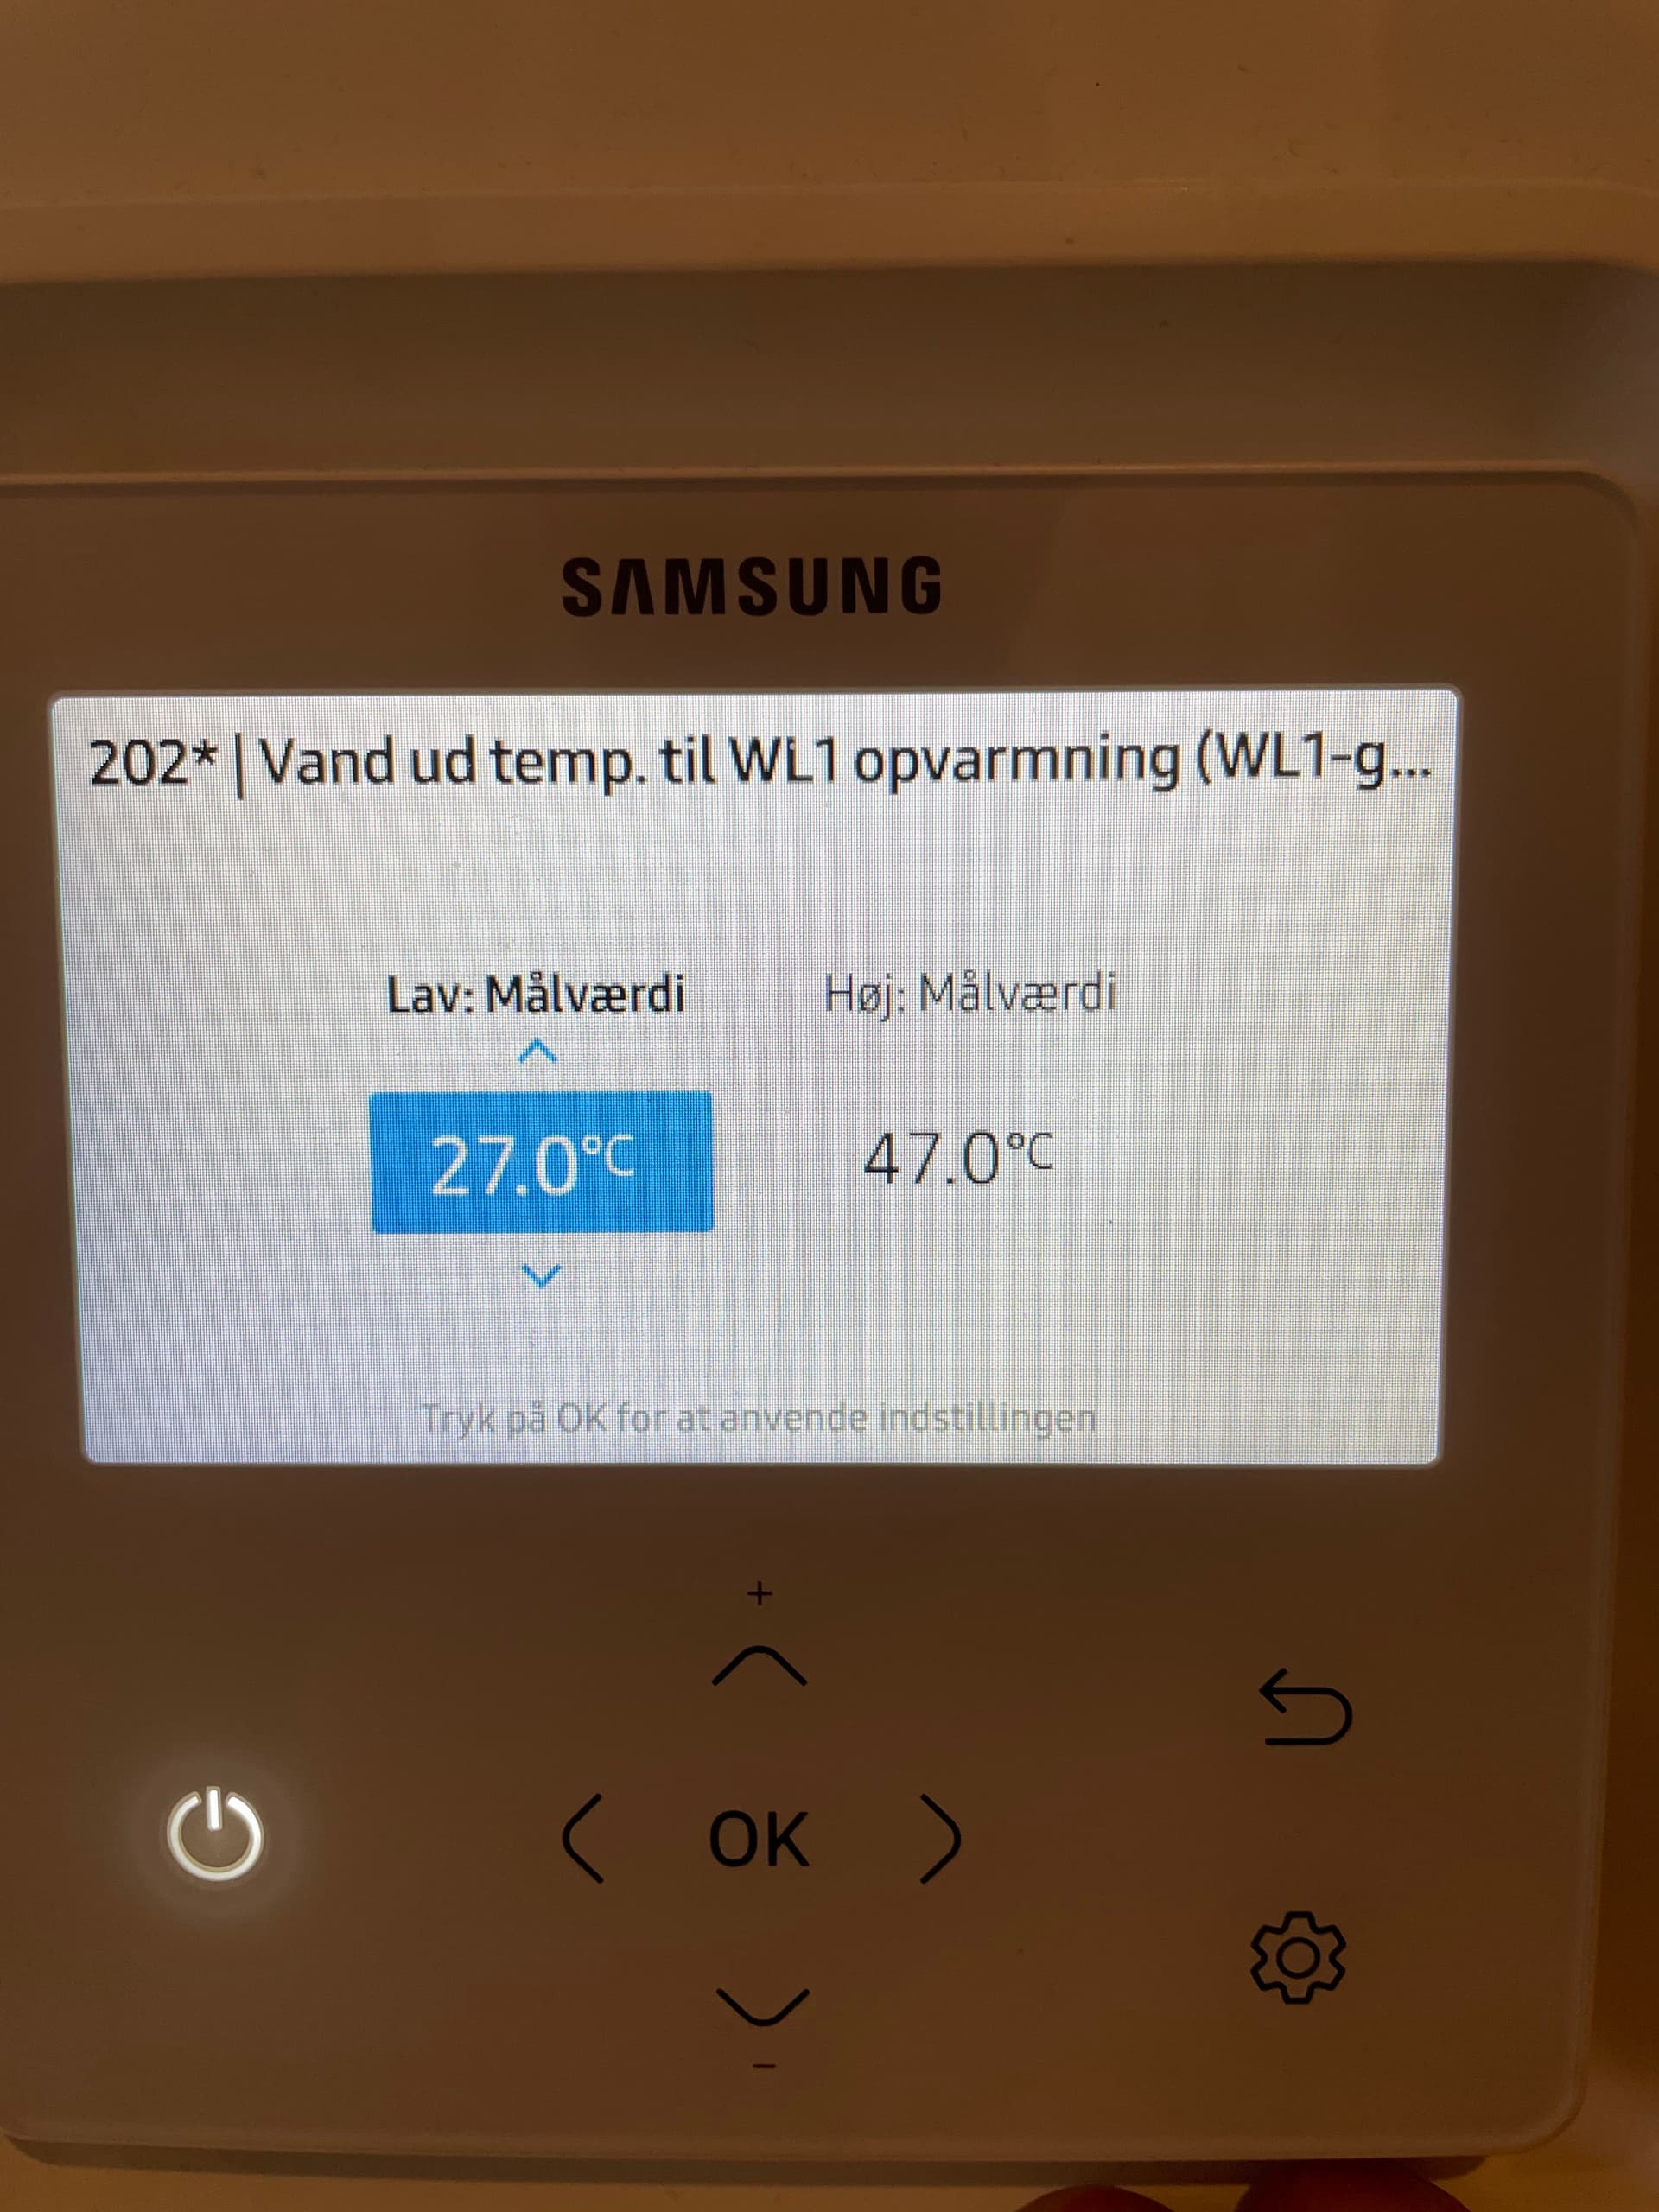 SAMSUNG
202* | Vand ud temp. til WL1 opvarmning (WL1-g...
Lav: Målværdi
Høj: Målværdi
27.0°C
47.0°C
Tryk på OK for at anvende indstillingen
+
OK
-